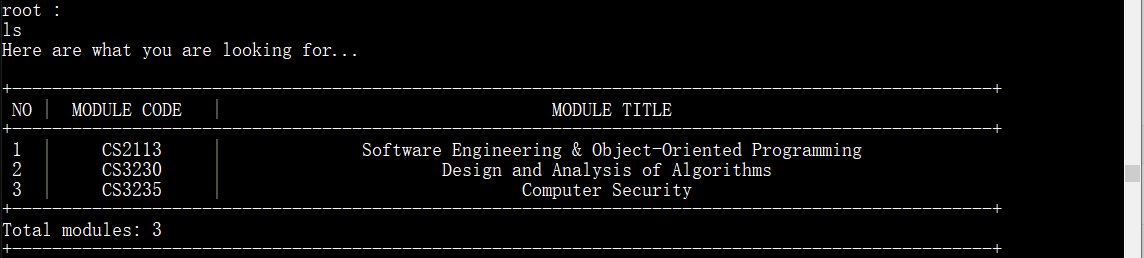 root :
ls
Here are what you are looking for...
+--------------------------------------------------------------------------------------------------+
NO | MODULE CODE | MODULE TITLE
+--------------------------------------------------------------------------------------------------+
1 | CS2113 | Software Engineering & Object-Oriented Programming
2 | CS3230 | Design and Analysis of Algorithms
3 | CS3235 | Computer Security
+--------------------------------------------------------------------------------------------------+
Total modules: 3
+--------------------------------------------------------------------------------------------------+